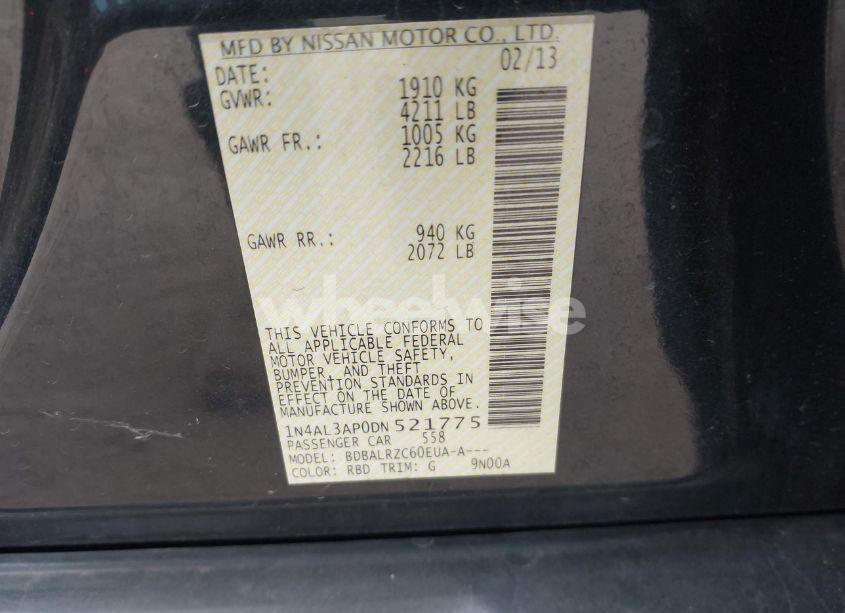 MFD BY NISSAN MOTOR CO., LTD.
DATE: 02/13
GVWR: 1910 KG
4211 LB
GAWR FR.: 1005 KG
2216 LB
GAWR RR.: 940 KG
2072 LB
wheelwise
THIS VEHICLE CONFORMS TO
ALL APPLICABLE FEDERAL
MOTOR VEHICLE SAFETY,
BUMPER, AND THEFT
PREVENTION STANDARDS IN
EFFECT ON THE DATE OF
MANUFACTURE SHOWN ABOVE.
1N4AL3AP0DN521775
PASSENGER CAR 558
MODEL: BDBALRZC60EUA-A---
COLOR: RBD TRIM: G 9N00A